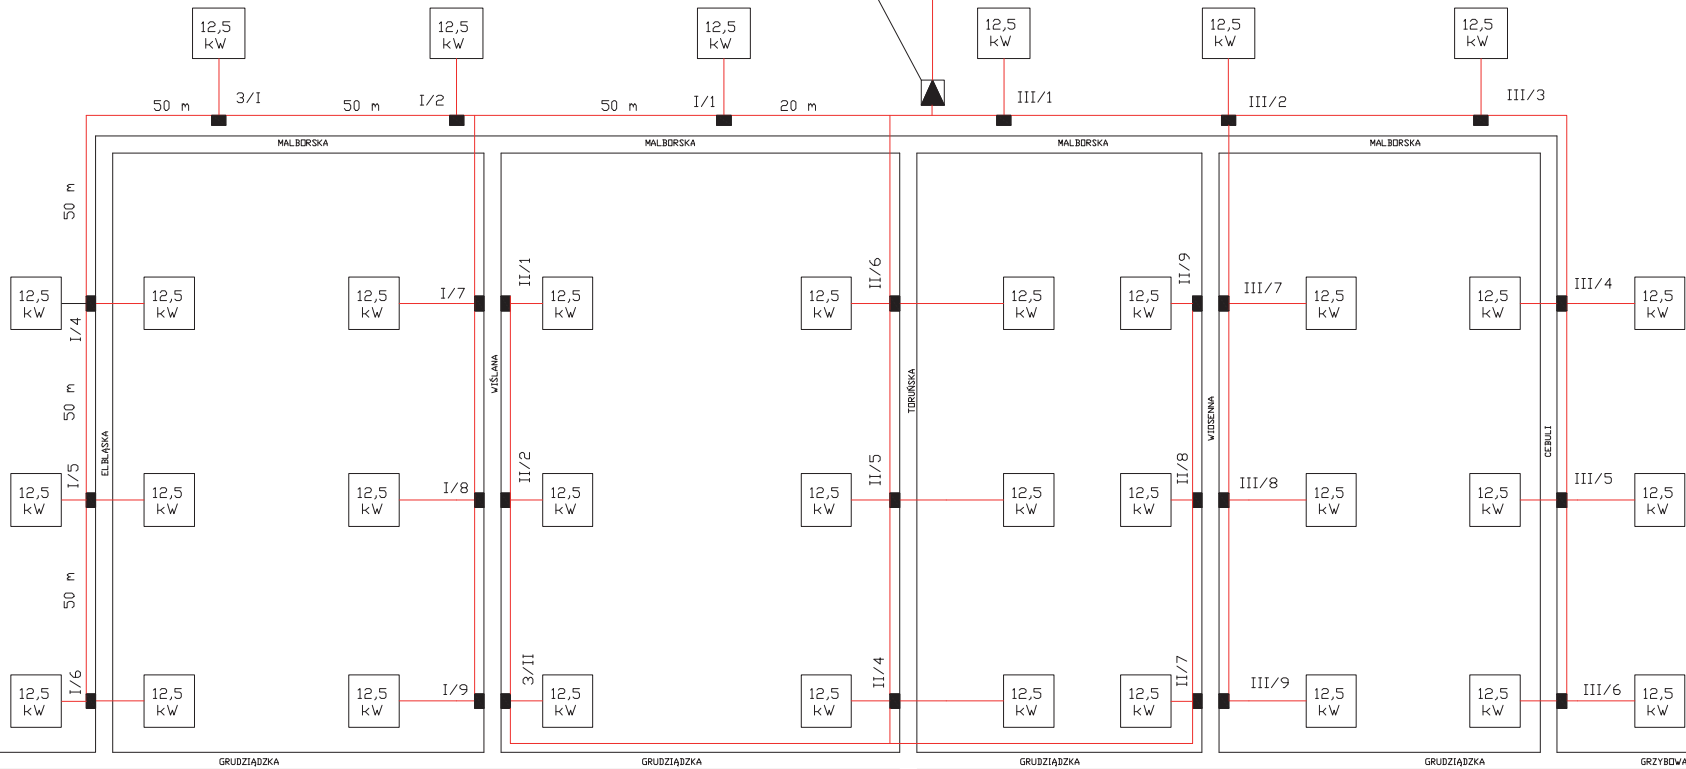 12,5
kW
12,5
kW
12,5
kW
12,5
kW
12,5
kW
12,5
kW
50 m
3/I
50 m
I/2
50 m
I/1
20 m
III/1
III/2
III/3
MALBORSKA
MALBORSKA
MALBORSKA
MALBORSKA
50 m
II/1
II/6
II/9
12,5
kW
12,5
kW
12,5
kW
I/7
12,5
kW
12,5
kW
12,5
kW
12,5
kW
III/7
12,5
kW
12,5
kW
III/4
12,5
kW
I/4
50 m
WIŚLANA
TORUŃSKA
WIOSENNA
CEBULI
ELBLĄSKA
I/5
II/2
II/5
II/8
12,5
kW
12,5
kW
12,5
kW
I/8
12,5
kW
12,5
kW
12,5
kW
12,5
kW
III/8
12,5
kW
12,5
kW
III/5
12,5
kW
50 m
I/6
3/II
II/4
II/7
12,5
kW
12,5
kW
12,5
kW
I/9
12,5
kW
12,5
kW
12,5
kW
12,5
kW
III/9
12,5
kW
12,5
kW
III/6
12,5
kW
GRUDZIĄDZKA
GRUDZIĄDZKA
GRUDZIĄDZKA
GRUDZIĄDZKA
GRZYBOWA